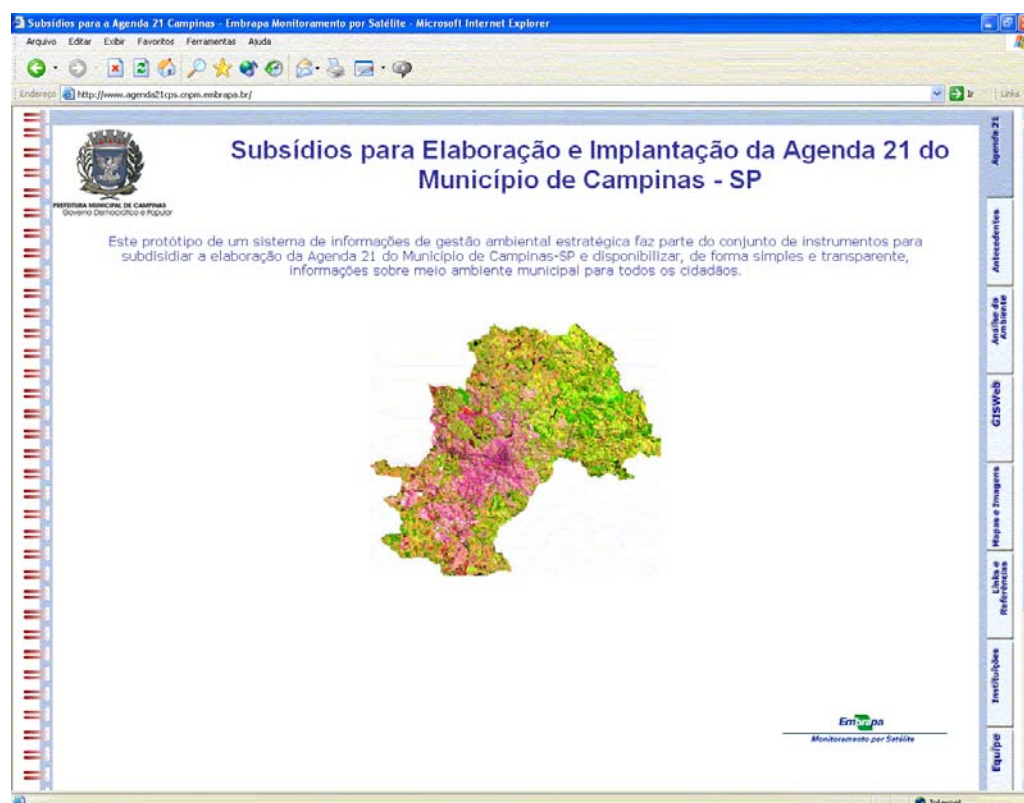 Subsídios para a Agenda 21 Campinas - Embrapa Monitoramento por Satélite - Microsoft Internet Explorer
Arquivo Editar Exibir Favoritos Ferramentas Ajuda
Endereço http://www.agenda21cps.cnpm.embrapa.br/ Ir Links
PREFEITURA MUNICIPAL DE CAMPINAS
Governo Democrático e Popular
Subsídios para Elaboração e Implantação da Agenda 21 do
Município de Campinas - SP
Este protótipo de um sistema de informações de gestão ambiental estratégica faz parte do conjunto de instrumentos para
subdisidiar a elaboração da Agenda 21 do Município de Campinas-SP e disponibilizar, de forma simples e transparente,
informações sobre meio ambiente municipal para todos os cidadãos.
Agenda 21
Antecedentes
Análise do
Ambiente
GISWeb
Mapas e Imagens
Links e
Referências
Instituições
Equipe
Embrapa
Monitoramento por Satélite
Internet